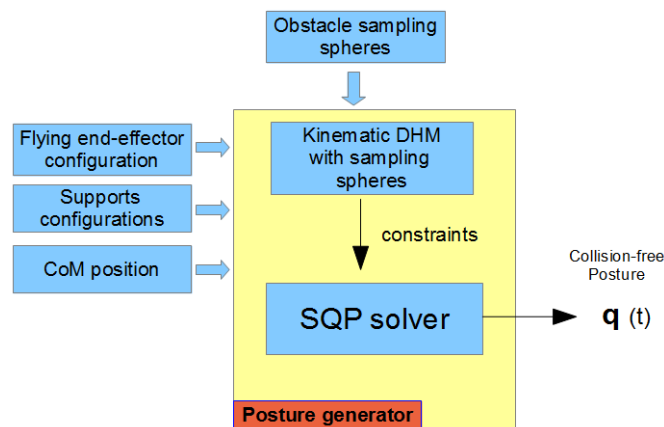 Obstacle sampling
spheres
Flying end-effector
configuration
Supports
configurations
CoM position
Kinematic DHM
with sampling
spheres
constraints
SQP solver
Collision-free
Posture
q (t)
Posture generator